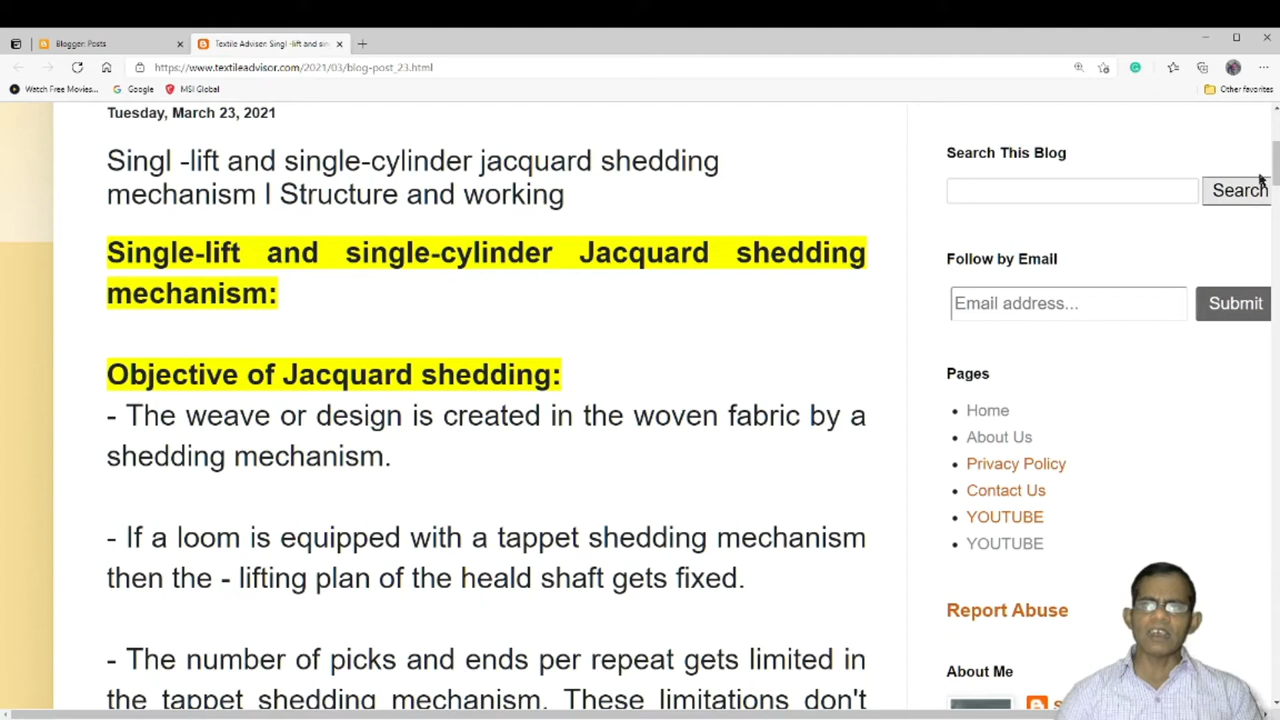 Blogger: Posts
Textile Adviser: Singl -lift and sin
https://www.textileadvisor.com/2021/03/blog-post_23.html
Watch Free Movies...
Google
MSI Global
Other favorites
Tuesday, March 23, 2021
Singl -lift and single-cylinder jacquard shedding
mechanism l Structure and working
Single-lift and single-cylinder Jacquard shedding
mechanism:
Objective of Jacquard shedding:
- The weave or design is created in the woven fabric by a
shedding mechanism.
- If a loom is equipped with a tappet shedding mechanism
then the - lifting plan of the heald shaft gets fixed.
- The number of picks and ends per repeat gets limited in
the tappet shedding mechanism. These limitations don't
Search This Blog
Search
Follow by Email
Email address...
Submit
Pages
Home
About Us
Privacy Policy
Contact Us
YOUTUBE
YOUTUBE
Report Abuse
About Me